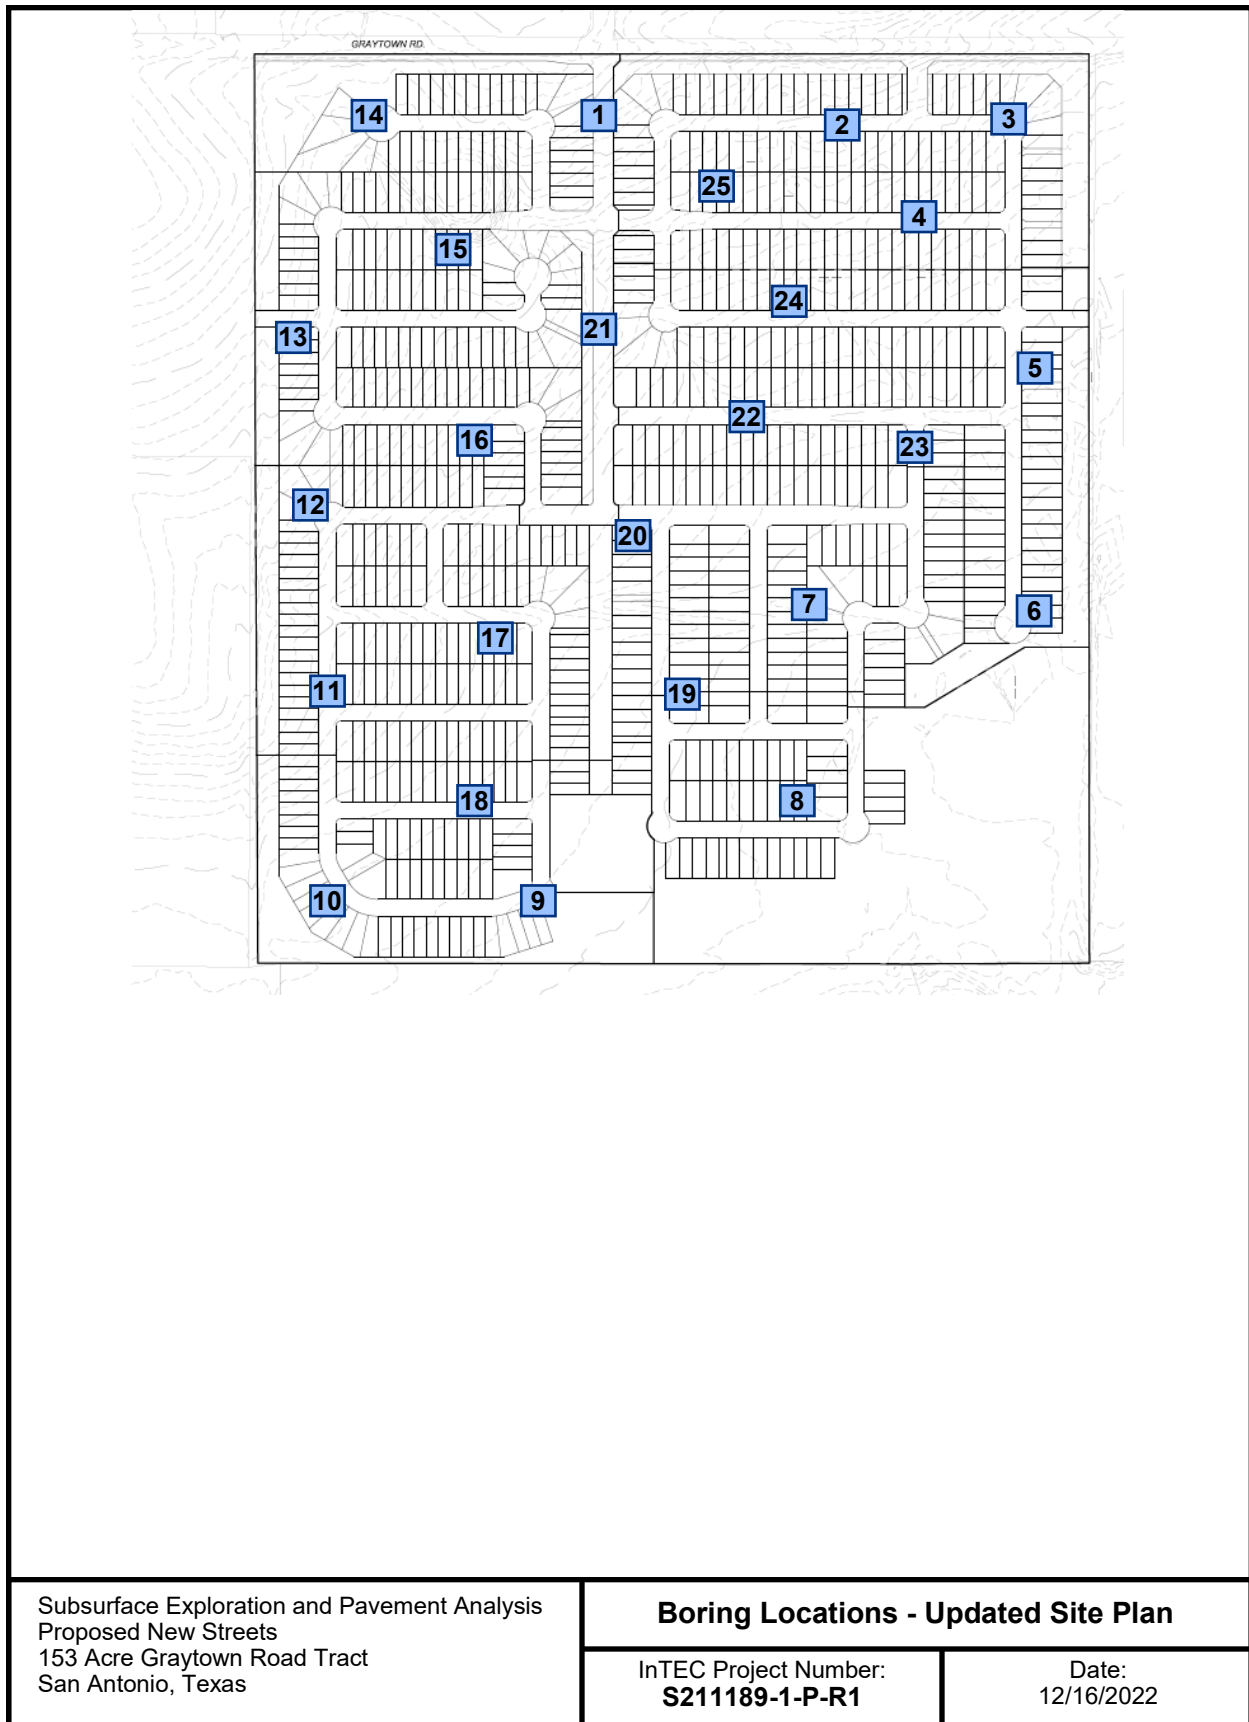 GRAYTOWN RD.
14
1
2
3
25
4
15
24
21
13
5
22
16
23
12
20
7
6
17
11
19
18
8
10
9
Subsurface Exploration and Pavement Analysis
Proposed New Streets
153 Acre Graytown Road Tract
San Antonio, Texas
Boring Locations - Updated Site Plan
InTEC Project Number:
S211189-1-P-R1
Date:
12/16/2022